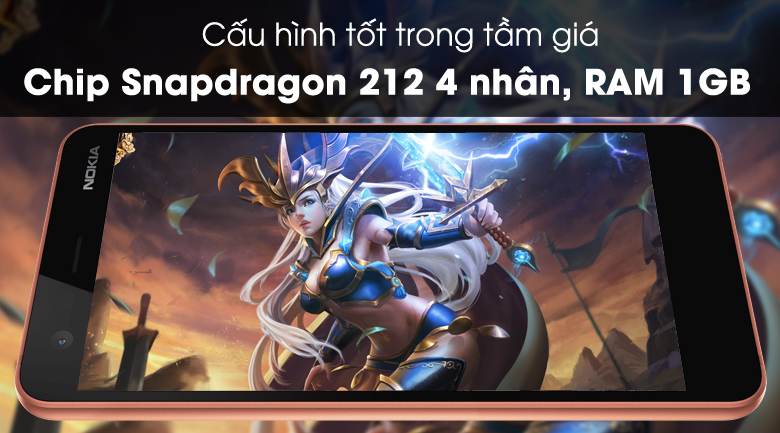 Cấu hình tốt trong tầm giá
Chip Snapdragon 212 4 nhân, RAM 1GB
NOKIA